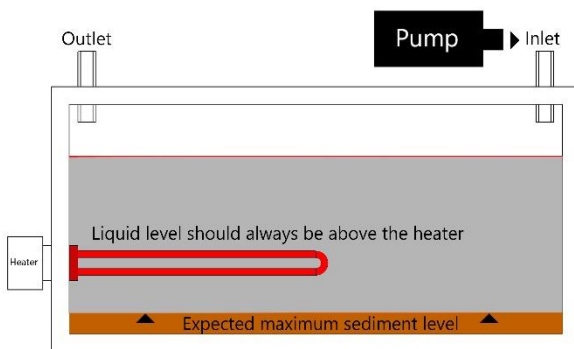 Outlet
Pump
Inlet
Liquid level should always be above the heater
Heater
Expected maximum sediment level